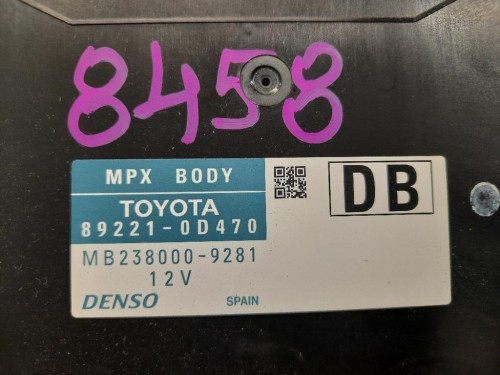 8458
MPX BODY
TOYOTA
89221-0D470
DB
MB238000-9281
12V
DENSO
SPAIN